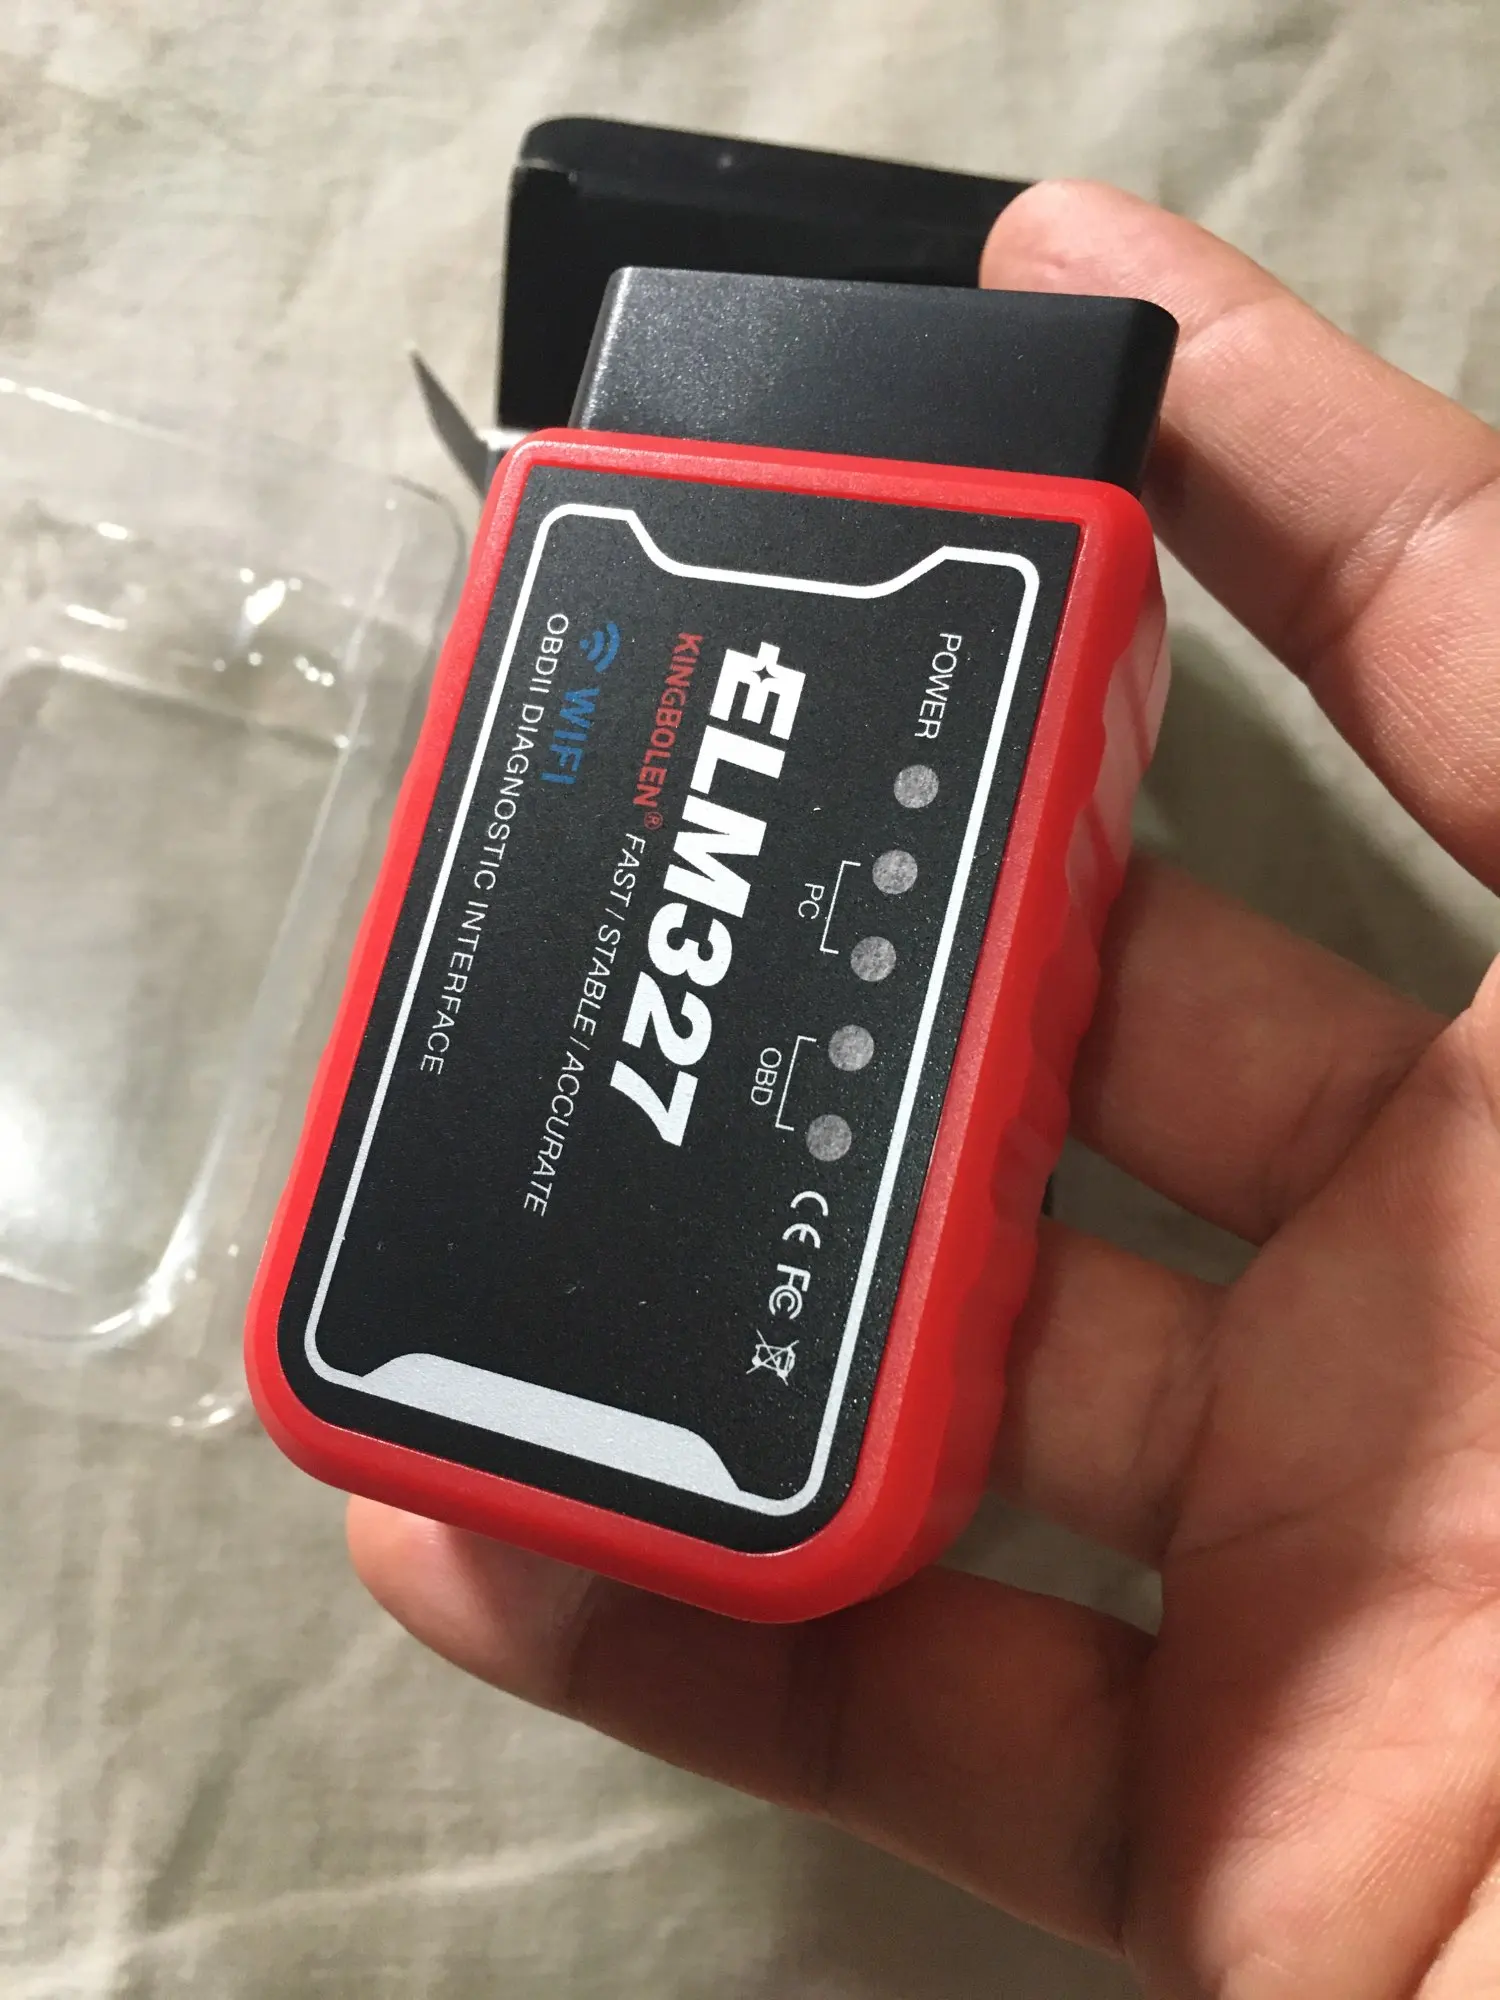 POWER
PC
OBD
CE FC
ELM327
KINGBOLEN® FAST / STABLE / ACCURATE
WIFI
OBDII DIAGNOSTIC INTERFACE